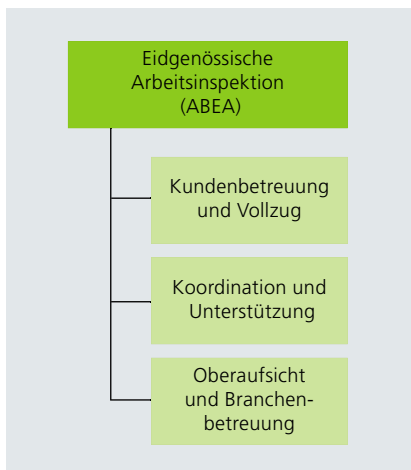 Eidgenössische
Arbeitsinspektion
(ABEA)
Kundenbetreuung
und Vollzug
Koordination und
Unterstützung
Oberaufsicht
und Branchen-
betreuung